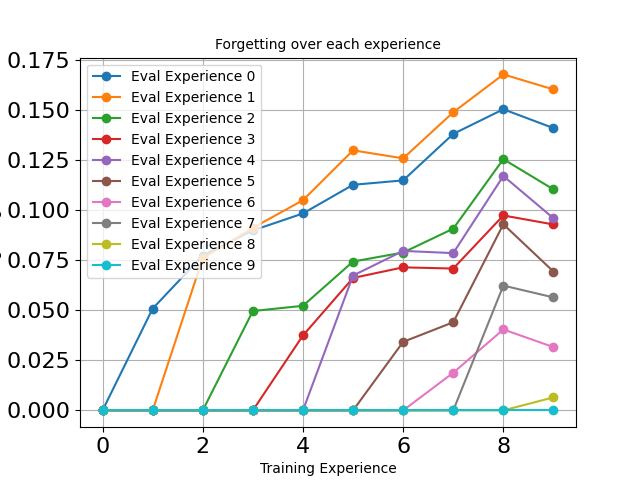 Forgetting over each experience
0.175
0.150
0.125
0.100
0.075
0.050
0.025
0.000
Eval Experience 0
Eval Experience 1
Eval Experience 2
Eval Experience 3
Eval Experience 4
Eval Experience 5
Eval Experience 6
Eval Experience 7
Eval Experience 8
Eval Experience 9
0 2 4 6 8
Training Experience